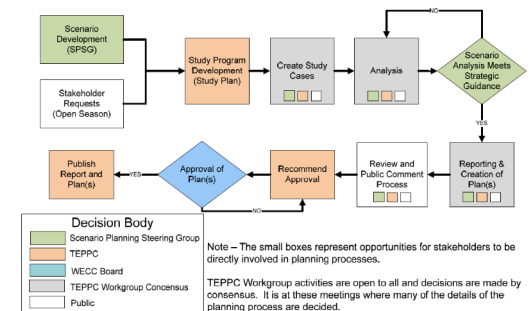 NO
Scenario
Development
(SPSG)
Study Program
Development
(Study Plan)
Create Study
Cases
Analysis
Scenario
Analysis Meets
Strategic
Guidance
Stakeholder
Requests
(Open Season)
YES
Publish
Report and
Plan(s)
YES
Approval of
Plan(s)
NO
Recommend
Approval
Review and
Public Comment
Process
Reporting &
Creation of
Plan(s)
Decision Body
Scenario Planning Steering Group
TEPPC
WECC Board
TEPPC Workgroup Concensus
Public
Note – The small boxes represent opportunities for stakeholders to be
directly involved in planning processes.
TEPPC Workgroup activities are open to all and decisions are made by
consensus. It is at these meetings where many of the details of the
planning process are decided.